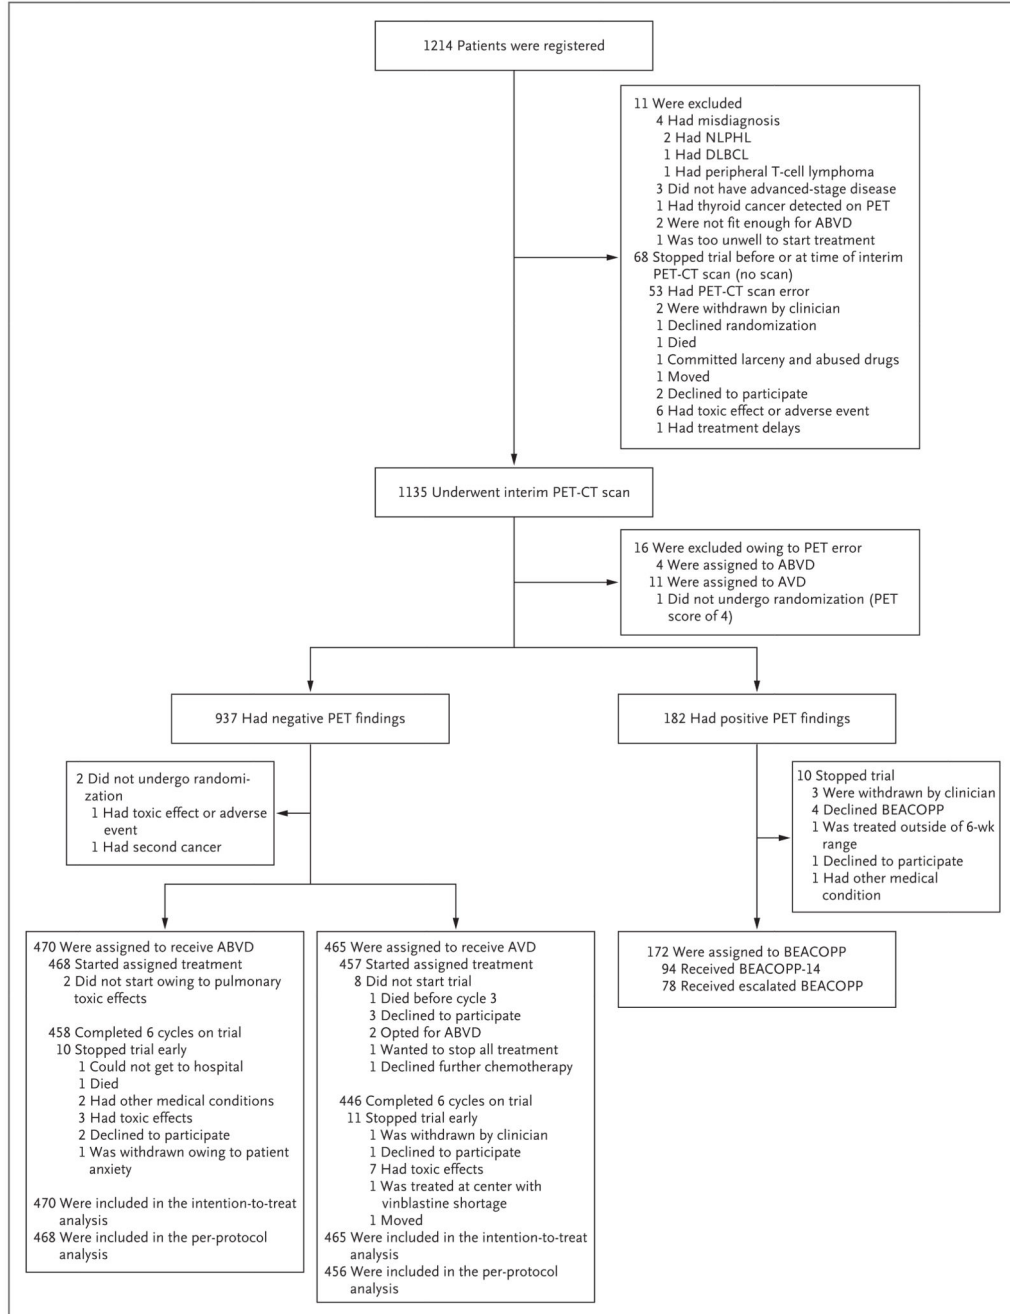 1214 Patients were registered
11 Were excluded
4 Had misdiagnosis
2 Had NLPHL
1 Had DLBCL
1 Had peripheral T-cell lymphoma
3 Did not have advanced-stage disease
1 Had thyroid cancer detected on PET
2 Were not fit enough for ABVD
1 Was too unwell to start treatment
68 Stopped trial before or at time of interim
PET-CT scan (no scan)
53 Had PET-CT scan error
2 Were withdrawn by clinician
1 Declined randomization
1 Died
1 Committed larceny and abused drugs
1 Moved
2 Declined to participate
6 Had toxic effect or adverse event
1 Had treatment delays
1135 Underwent interim PET-CT scan
16 Were excluded owing to PET error
4 Were assigned to ABVD
11 Were assigned to AVD
1 Did not undergo randomization (PET
score of 4)
937 Had negative PET findings
182 Had positive PET findings
2 Did not undergo randomi-
zation
1 Had toxic effect or adverse
event
1 Had second cancer
10 Stopped trial
3 Were withdrawn by clinician
4 Declined BEACOPP
1 Was treated outside of 6-wk
range
1 Declined to participate
1 Had other medical
condition
470 Were assigned to receive ABVD
468 Started assigned treatment
2 Did not start owing to pulmonary
toxic effects
458 Completed 6 cycles on trial
10 Stopped trial early
1 Could not get to hospital
1 Died
2 Had other medical conditions
3 Had toxic effects
2 Declined to participate
1 Was withdrawn owing to patient
anxiety
470 Were included in the intention-to-treat
analysis
468 Were included in the per-protocol
analysis
465 Were assigned to receive AVD
457 Started assigned treatment
8 Did not start trial
1 Died before cycle 3
3 Declined to participate
2 Opted for ABVD
1 Wanted to stop all treatment
1 Declined further chemotherapy
446 Completed 6 cycles on trial
11 Stopped trial early
1 Was withdrawn by clinician
1 Declined to participate
7 Had toxic effects
1 Was treated at center with
vinblastine shortage
1 Moved
465 Were included in the intention-to-treat
analysis
456 Were included in the per-protocol
analysis
172 Were assigned to BEACOPP
94 Received BEACOPP-14
78 Received escalated BEACOPP